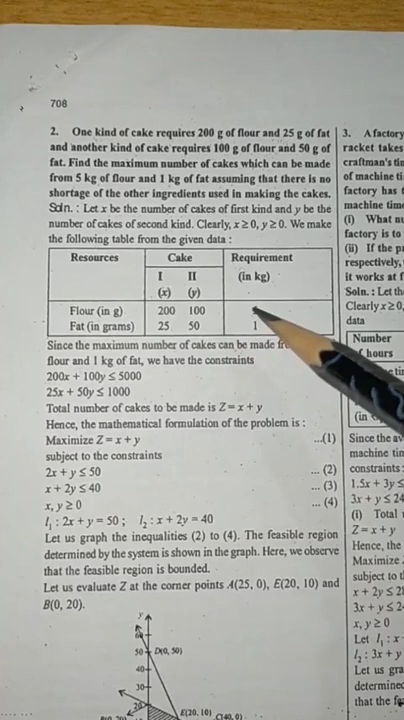 708
2. One kind of cake requires 200 g of flour and 25 g of fat
and another kind of cake requires 100 g of flour and 50 g of
fat. Find the maximum number of cakes which can be made
from 5 kg of flour and 1 kg of fat assuming that there is no
shortage of the other ingredients used in making the cakes.
Soln. : Let x be the number of cakes of first kind and y be the
number of cakes of second kind. Clearly, x ≥ 0, y ≥ 0. We make
the following table from the given data :
Resources Cake Requirement
I II (in kg)
(x) (y)
Flour (in g) 200 100
Fat (in grams) 25 50 1
Since the maximum number of cakes can be made
flour and 1 kg of fat, we have the constraints
200x + 100y ≤ 5000
25x + 50y ≤ 1000
Total number of cakes to be made is Z = x + y
Hence, the mathematical formulation of the problem is :
Maximize Z = x + y ...(1)
subject to the constraints
2x + y ≤ 50 ... (2)
x + 2y ≤ 40 ... (3)
x, y ≥ 0 ... (4)
l₁ : 2x + y = 50 ; l₂ : x + 2y = 40
Let us graph the inequalities (2) to (4). The feasible region
determined by the system is shown in the graph. Here, we observe
that the feasible region is bounded.
Let us evaluate Z at the corner points A(25, 0), E(20, 10) and
B(0, 20).
y
50 D(0, 50)
40
30
20
E(20, 10)
C(40, 0)
3. A factory
racket takes
craftman's tim
of machine ti
factory has
machine time
(i) What nu
factory is to
(ii) If the p
respectively,
it works at f
Soln. : Let th
Clearly x ≥ 0,
data
Number
hours
(in
Since the av
machine tim
constraints :
1.5x + 3y ≤
3x + y ≤ 24
(i) Total
Z = x + y
Hence, the
Maximize
subject to t
x + 2y ≤ 28
3x + y ≤ 2
x, y ≥ 0
Let l₁ : x
l₂ : 3x + y
Let us gra
determined
that the fe